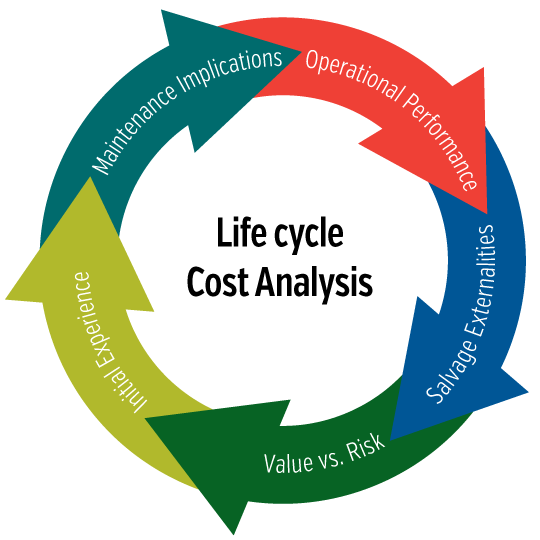 Life cycle
Cost Analysis
Maintenance Implications
Operational Performance
Salvage Externalities
Value vs. Risk
Initial Experience